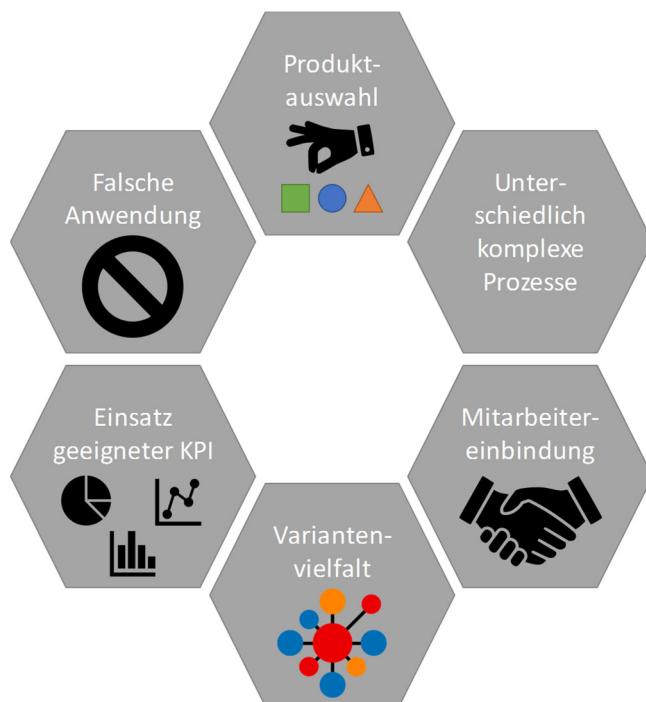 Produkt-
auswahl
Unter-
schiedlich
komplexe
Prozesse
Mitarbeiter-
einbindung
Varianten-
vielfalt
Einsatz
geeigneter KPI
Falsche
Anwendung